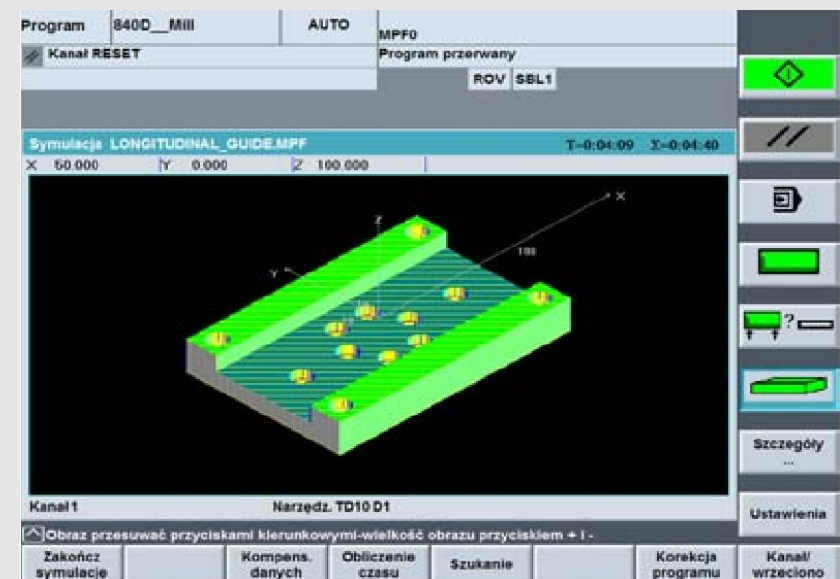 Program 840D__Mill AUTO MPF0
Kanał RESET Program przerwany
ROV SBL1
Symulacja LONGITUDINAL_GUIDE.MPF T=0:04:09 Σ=0:04:40
X 50.000 Y 0.000 Z 100.000
X
Z
Y
100
Szczegóły
...
Kanał 1 Narzędz. TD10 D1
Ustawienia
Obraz przesuwać przyciskami kierunkowymi-wielkość obrazu przyciskiem + i -
Zakończ symulację
Kompens. danych
Obliczenie czasu
Szukanie
Korekcja programu
Kanał/ wrzeciono